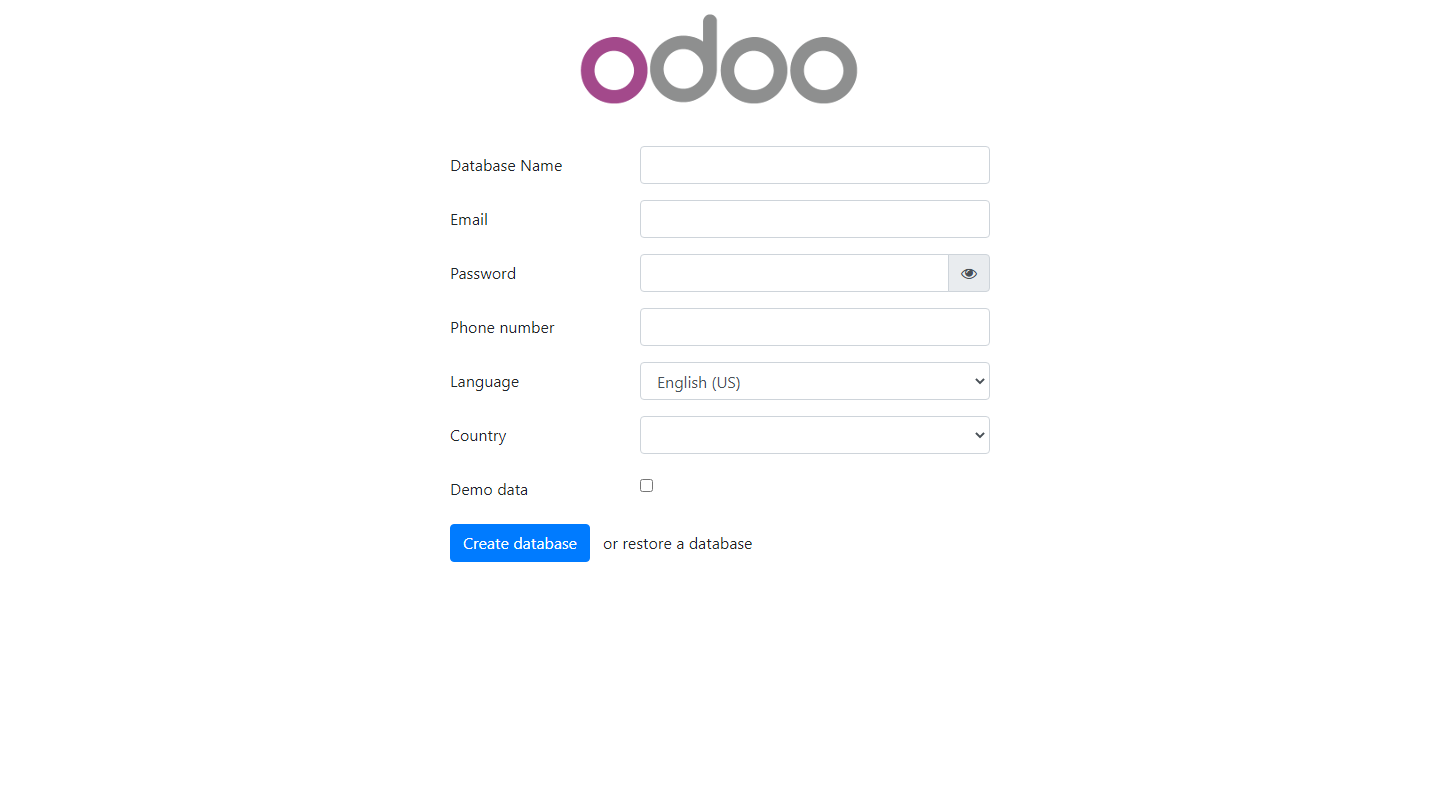 odoo
Database Name
Email
Password
Phone number
Language English (US)
Country
Demo data
Create database or restore a database